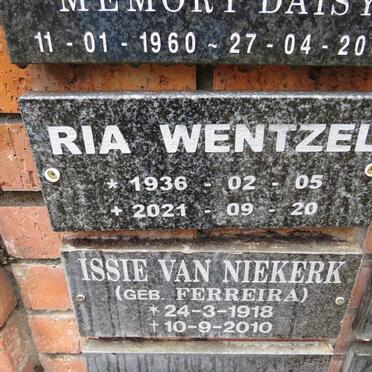 MEMORY DAISY
11 - 01 - 1960 ~ 27 - 04 - 20
RIA WENTZEL
* 1936 - 02 - 05
+ 2021 - 09 - 20
ISSIE VAN NIEKERK
(GEB. FERREIRA)
*24-3-1918
†10-9-2010